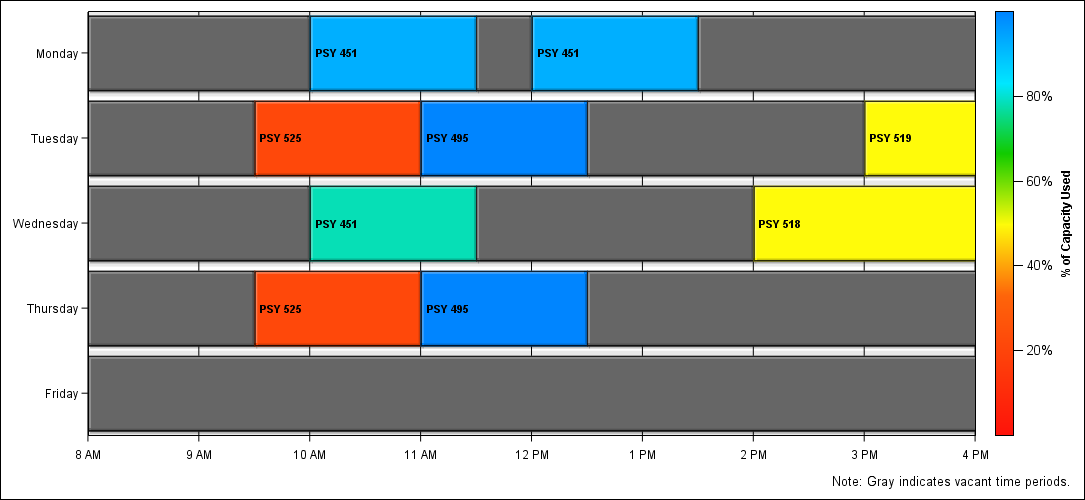 Monday
PSY 451
PSY 451
Tuesday
PSY 525
PSY 495
PSY 519
Wednesday
PSY 451
PSY 518
Thursday
PSY 525
PSY 495
Friday
8 AM
9 AM
10 AM
11 AM
12 PM
1 PM
2 PM
3 PM
4 PM
80%
60%
40%
20%
% of Capacity Used
Note: Gray indicates vacant time periods.